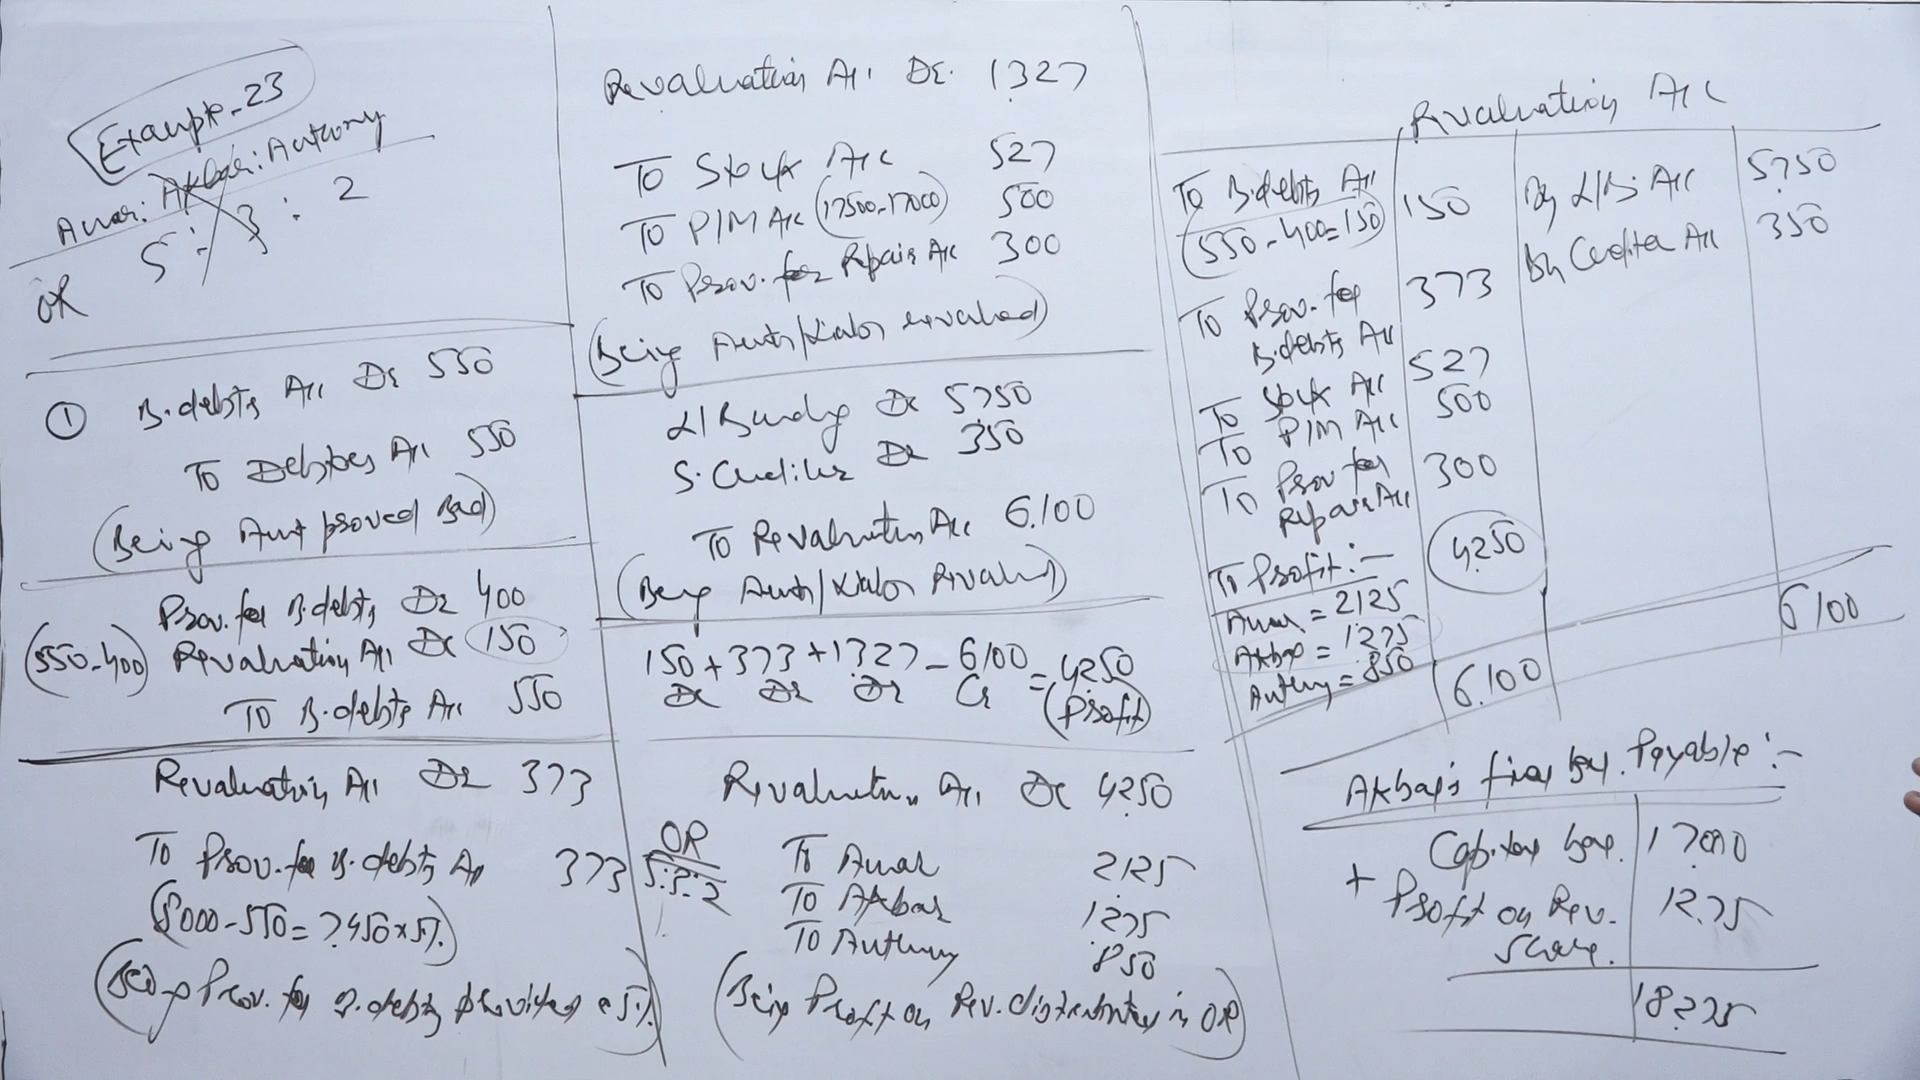 Example-23
Amar: Akbar: Antony
OR 5 : 3 : 2
① B.debts A/c Dr 550
To Debtors A/c 550
(Being Amt proved Bad)
Prov. for B.debts Dr 400
(550-400) Revaluation A/c Dr 150
To B.debts A/c 550
Revaluation A/c Dr 373
To Prov. for B.debts A/c 373
(8000-550=7450x5%)
(Being Prov. for B.debts provided @5%)
Revaluation A/c Dr. 1327
To Stock A/c 527
To P/M A/c (17500-17000) 500
To Prov. for Repair A/c 300
(Being Assets/Liabs revalued)
L/Building Dr 5750
S. Creditor Dr 350
To Revaluation A/c 6100
(Being Assets/Liabs Revalued)
150+373+1327-6100=4250
Dr Dr Dr Cr (Profit)
Revaluation A/c Dr 4250
OR
5:3:2
To Amar 2125
To Akbar 1275
To Anthony 850
(Being Profit on Rev. distributed in OR)
Revaluation A/c
To B.debts A/c 150 By L/B A/c 5750
(550-400=150) By Creditor A/c 350
To Prov. for 373
B.debts A/c
To Stock A/c 527
To P/M A/c 500
To Prov for 300
Repairs A/c
To Profit:- 4250
Amar = 2125
Akbar = 1275
Antony = 850
6100 6100
Akbar's final bal. Payable:-
Capital bal. 17000
+ Profit on Rev. 1275
Share.
18275